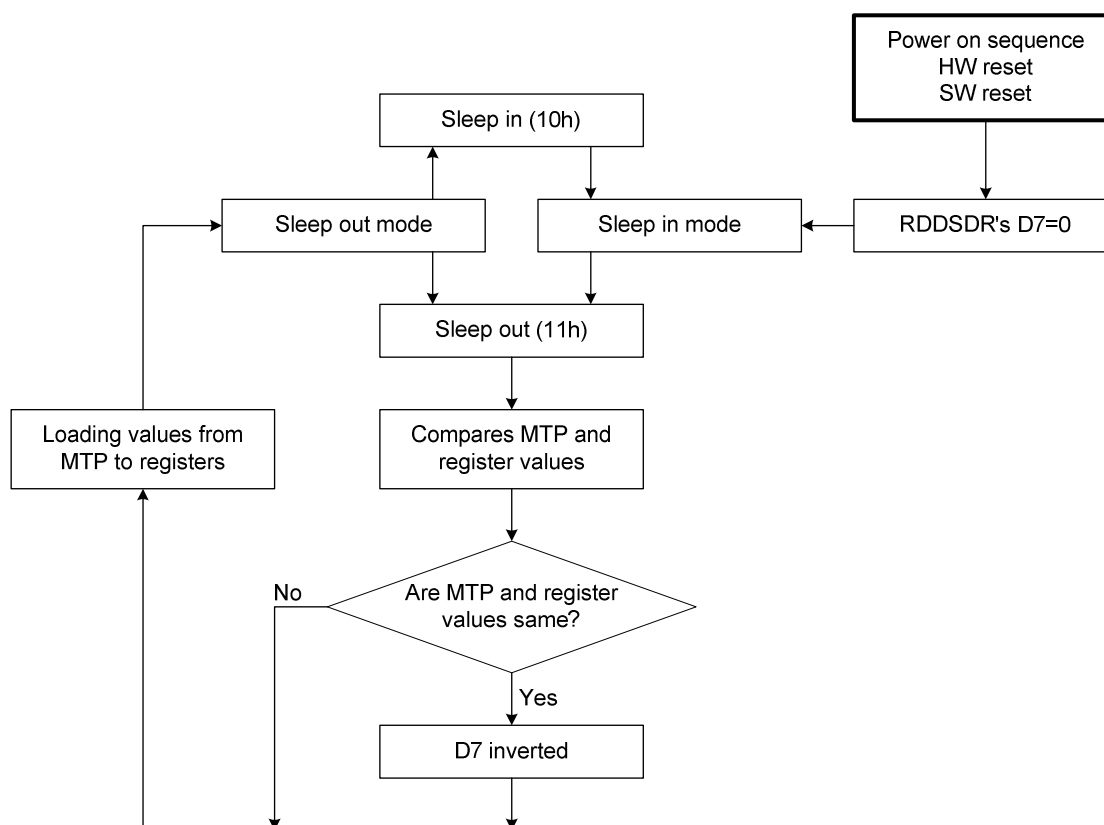 Power on sequence
HW reset
SW reset
Sleep in (10h)
Sleep out mode
Sleep in mode
RDDSDR's D7=0
Sleep out (11h)
Loading values from
MTP to registers
Compares MTP and
register values
No
Are MTP and register
values same?
Yes
D7 inverted